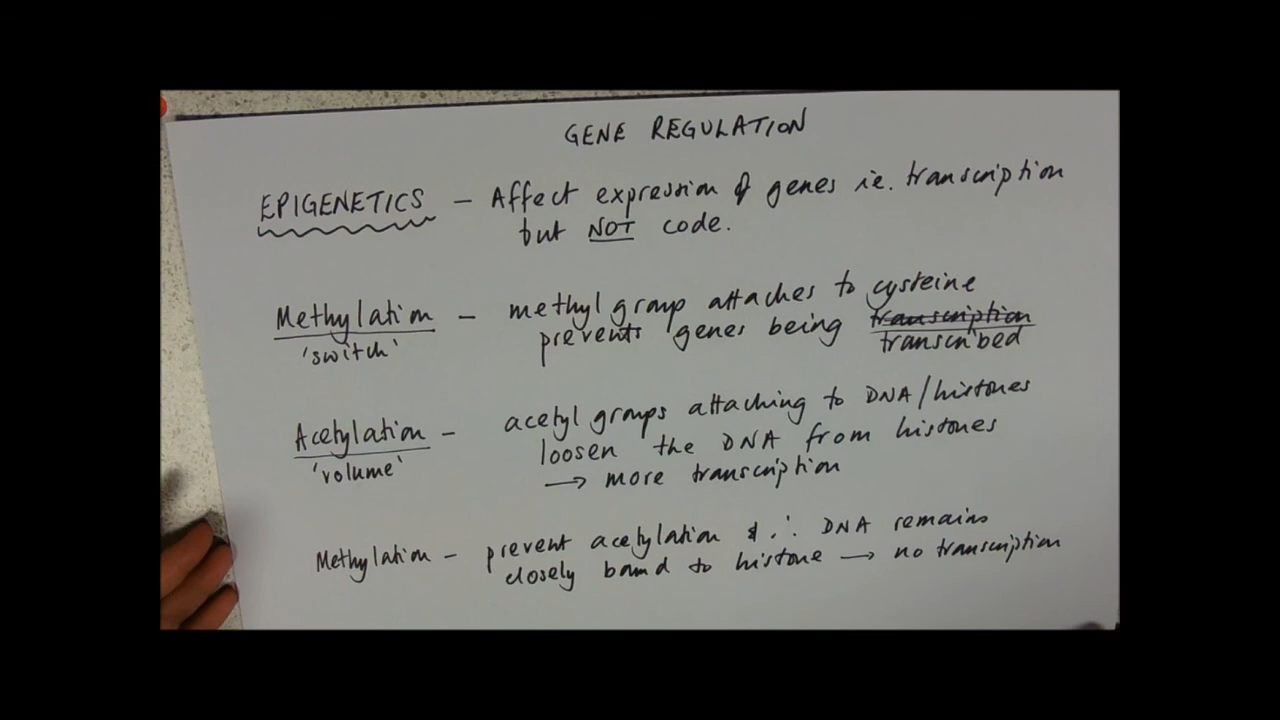 GENE REGULATION
EPIGENETICS - Affect expression of genes ie. transcription
but NOT code.
Methylation - methyl group attaches to cysteine
'switch' prevents genes being transcription
transcribed
Acetylation - acetyl groups attaching to DNA/histones
'volume' loosen the DNA from histones
→ more transcription
Methylation - prevent acetylation & ∴ DNA remains
closely bound to histone → no transcription